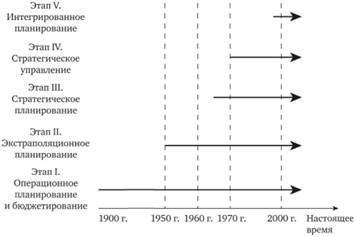 Этап V.
Интегрированное
планирование
Этап IV.
Стратегическое
управление
Этап III.
Стратегическое
планирование
Этап II.
Экстраполяционное
планирование
Этап I.
Операционное
планирование
и бюджетирование
1900 г. 1950 г. 1960 г. 1970 г. 2000 г. Настоящее
время